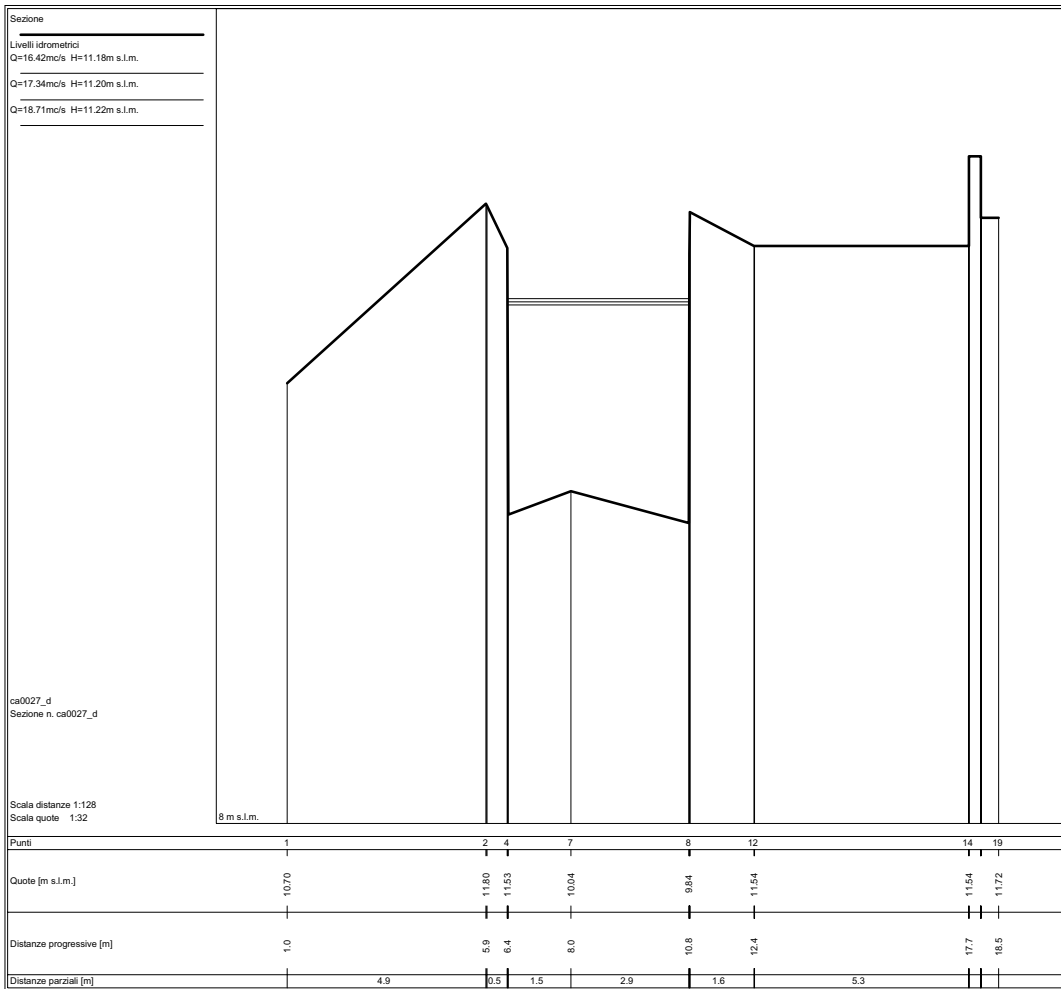 Sezione
Livelli idrometrici
Q=16.42mc/s H=11.18m s.l.m.
Q=17.34mc/s H=11.20m s.l.m.
Q=18.71mc/s H=11.22m s.l.m.
ca0027_d
Sezione n. ca0027_d
Scala distanze 1:128
Scala quote 1:32
8 m s.l.m.
Punti 1 2 4 7 8 12 14 19
Quote [m s.l.m.] 10.70 11.80 11.53 10.04 9.84 11.54 11.54 11.72
Distanze progressive [m] 1.0 5.9 6.4 8.0 10.8 12.4 17.7 18.5
Distanze parziali [m] 4.9 0.5 1.5 2.9 1.6 5.3